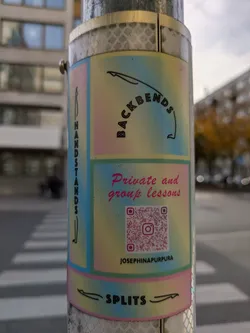 BACKBENDS
HANDSTANDS
Private and
group lessons
JOSEPHINAPURPURA
SPLITS